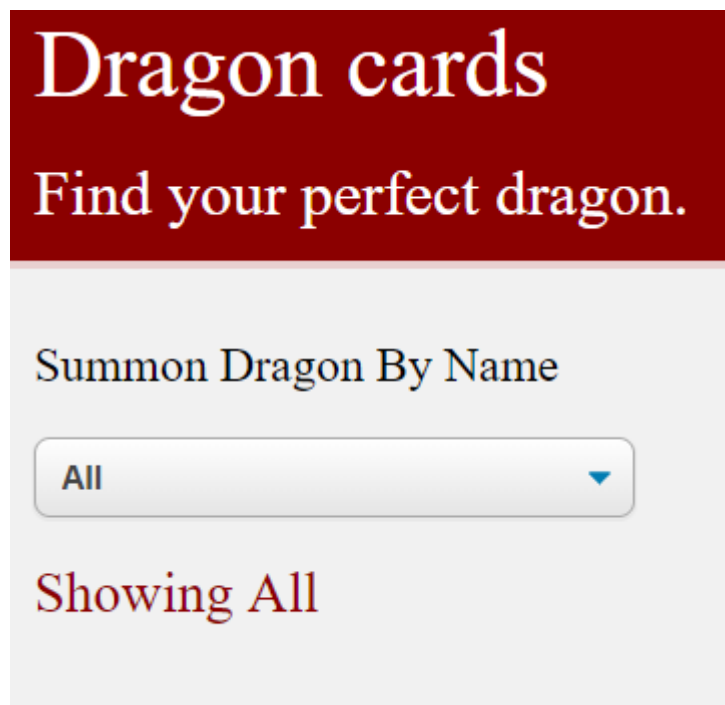 Dragon cards
Find your perfect dragon.
Summon Dragon By Name
All
Showing All